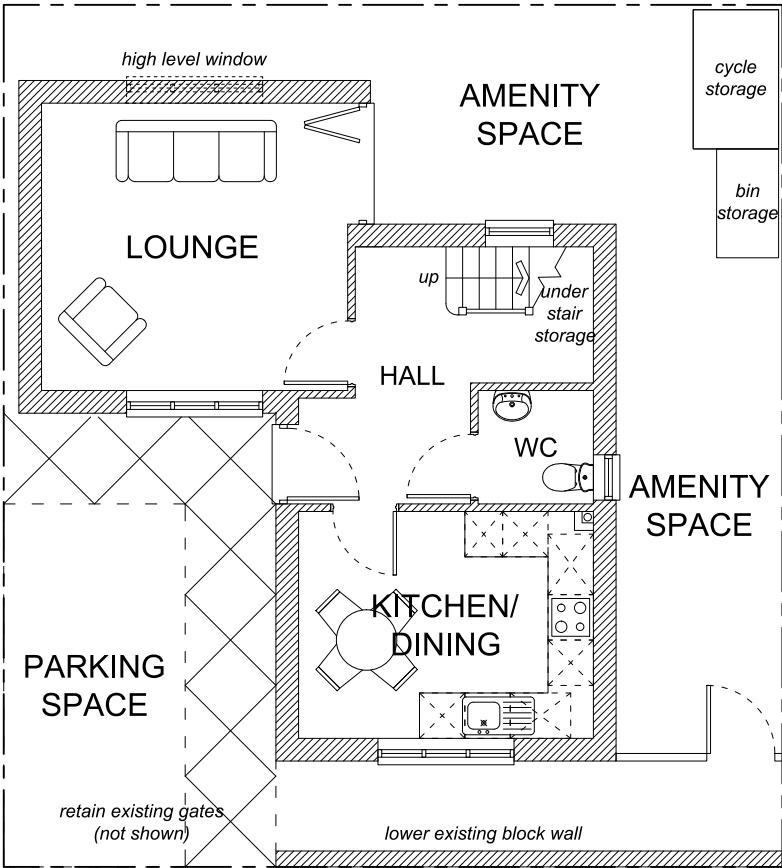 high level window
cycle
storage
AMENITY
SPACE
bin
storage
LOUNGE
up
under
stair
storage
HALL
WC
AMENITY
SPACE
KITCHEN/
DINING
PARKING
SPACE
retain existing gates
(not shown)
lower existing block wall